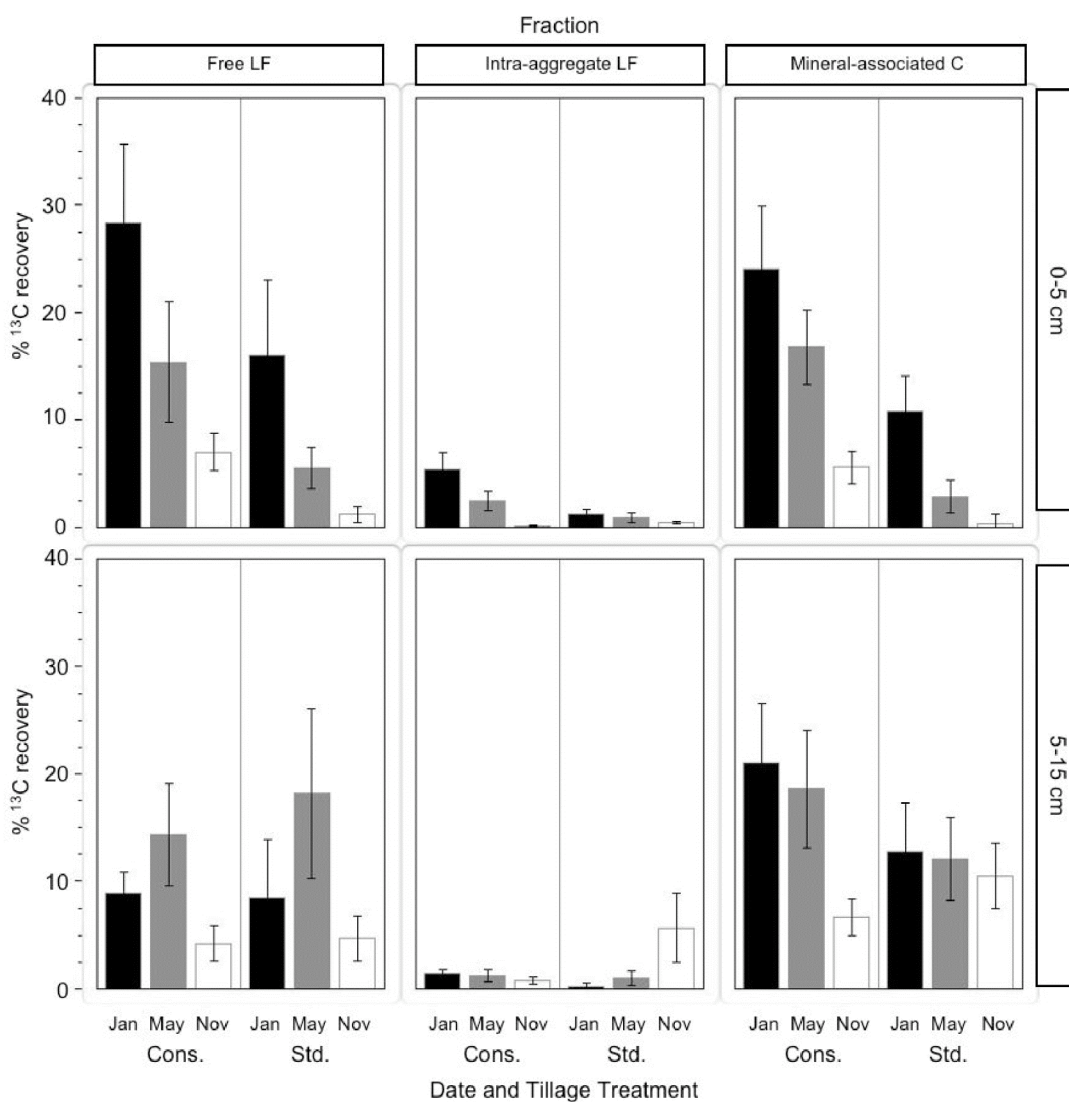 Fraction
Free LF
Intra-aggregate LF
Mineral-associated C
40
30
20
10
0
% ¹³C recovery
0-5 cm
40
30
20
10
0
% ¹³C recovery
5-15 cm
Jan May Nov Jan May Nov Jan May Nov Jan May Nov Jan May Nov Jan May Nov
Cons. Std. Cons. Std. Cons. Std.
Date and Tillage Treatment